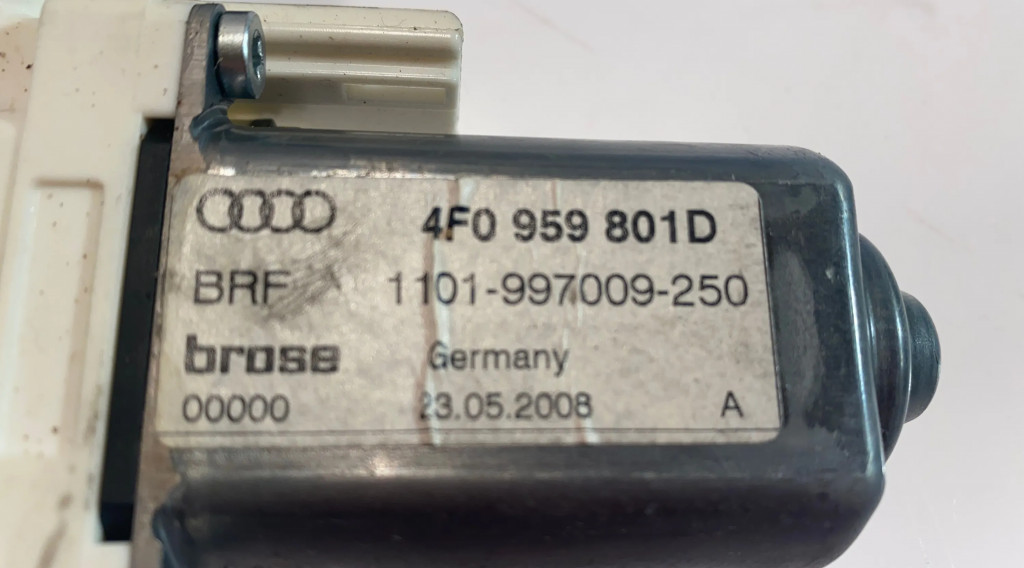 4F0 959 801D
BRF 1101-997009-250
brose Germany
00000 23.05.2008 A